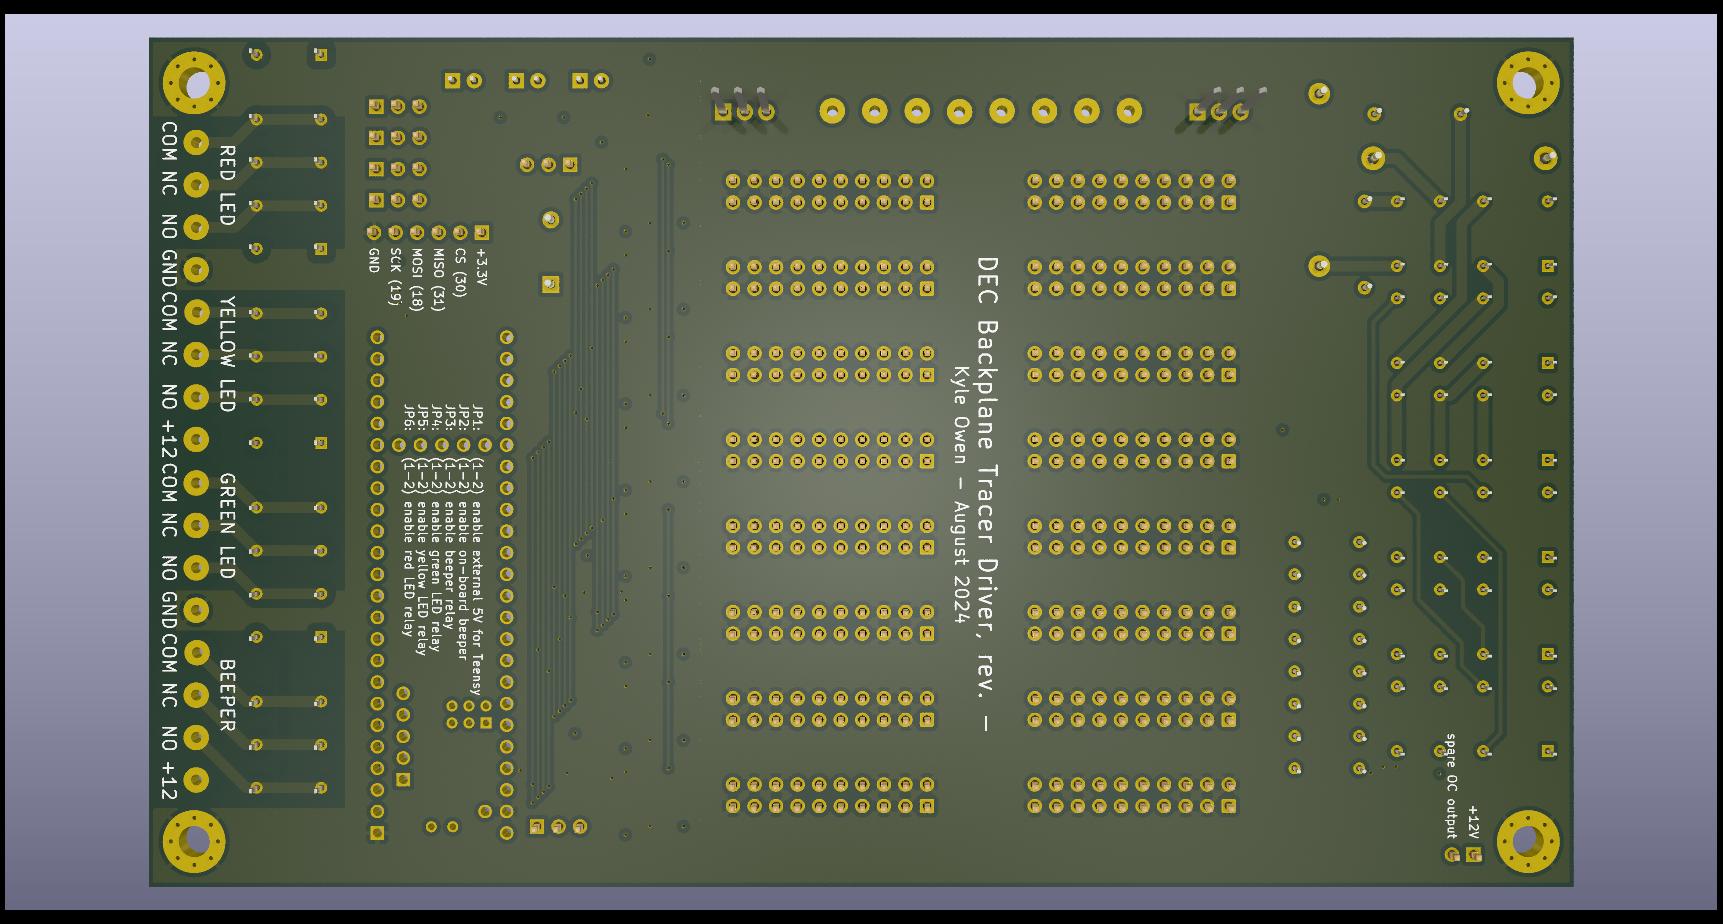 COM NC NO GND COM NC NO +12 COM NC NO GND COM NC NO +12
RED LED
YELLOW LED
GREEN LED
BEEPER
GND
SCK (19)
MOSI (18)
MISO (31)
CS (30)
+3.3V
JP1: (1-2) enable external 5V for Teensy
JP2: (1-2) enable on-board beeper
JP3: (1-2) enable beeper relay
JP4: (1-2) enable green LED relay
JP5: (1-2) enable yellow LED relay
JP6: (1-2) enable red LED relay
DEC Backplane Tracer Driver, rev. -
Kyle Owen - August 2024
+12V
spare OC output